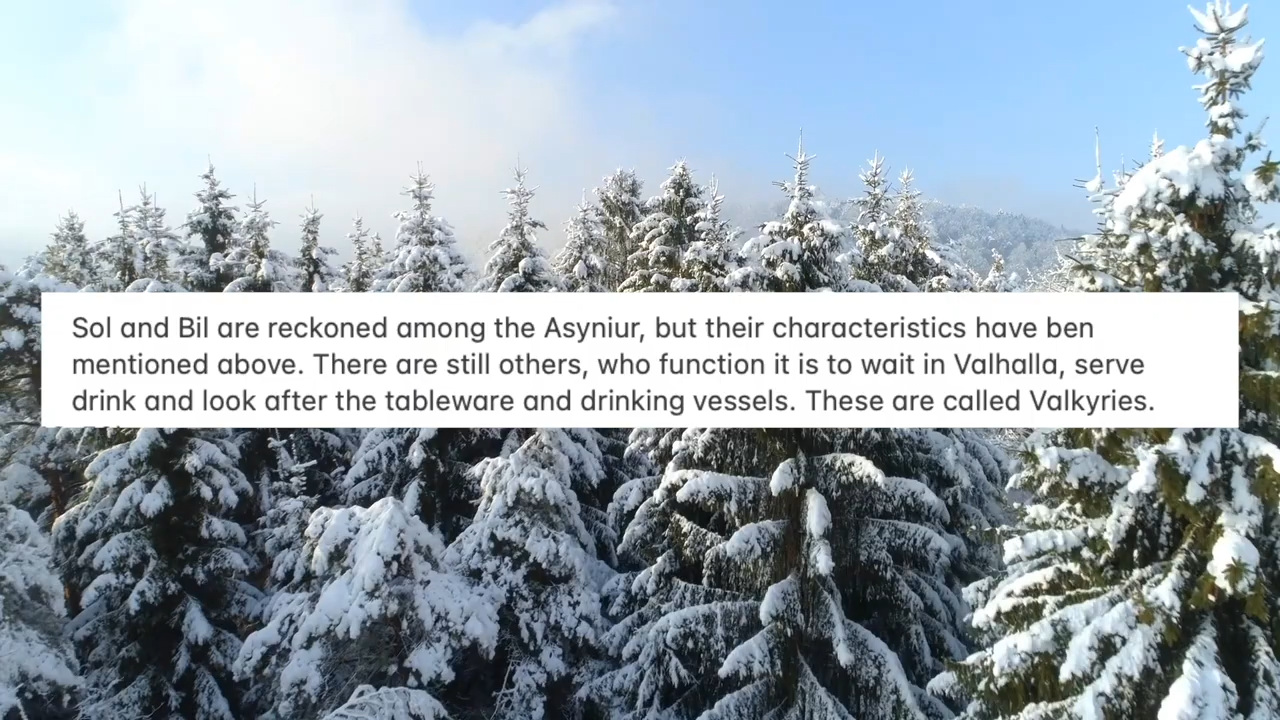 Sol and Bil are reckoned among the Asyniur, but their characteristics have ben
mentioned above. There are still others, who function it is to wait in Valhalla, serve
drink and look after the tableware and drinking vessels. These are called Valkyries.